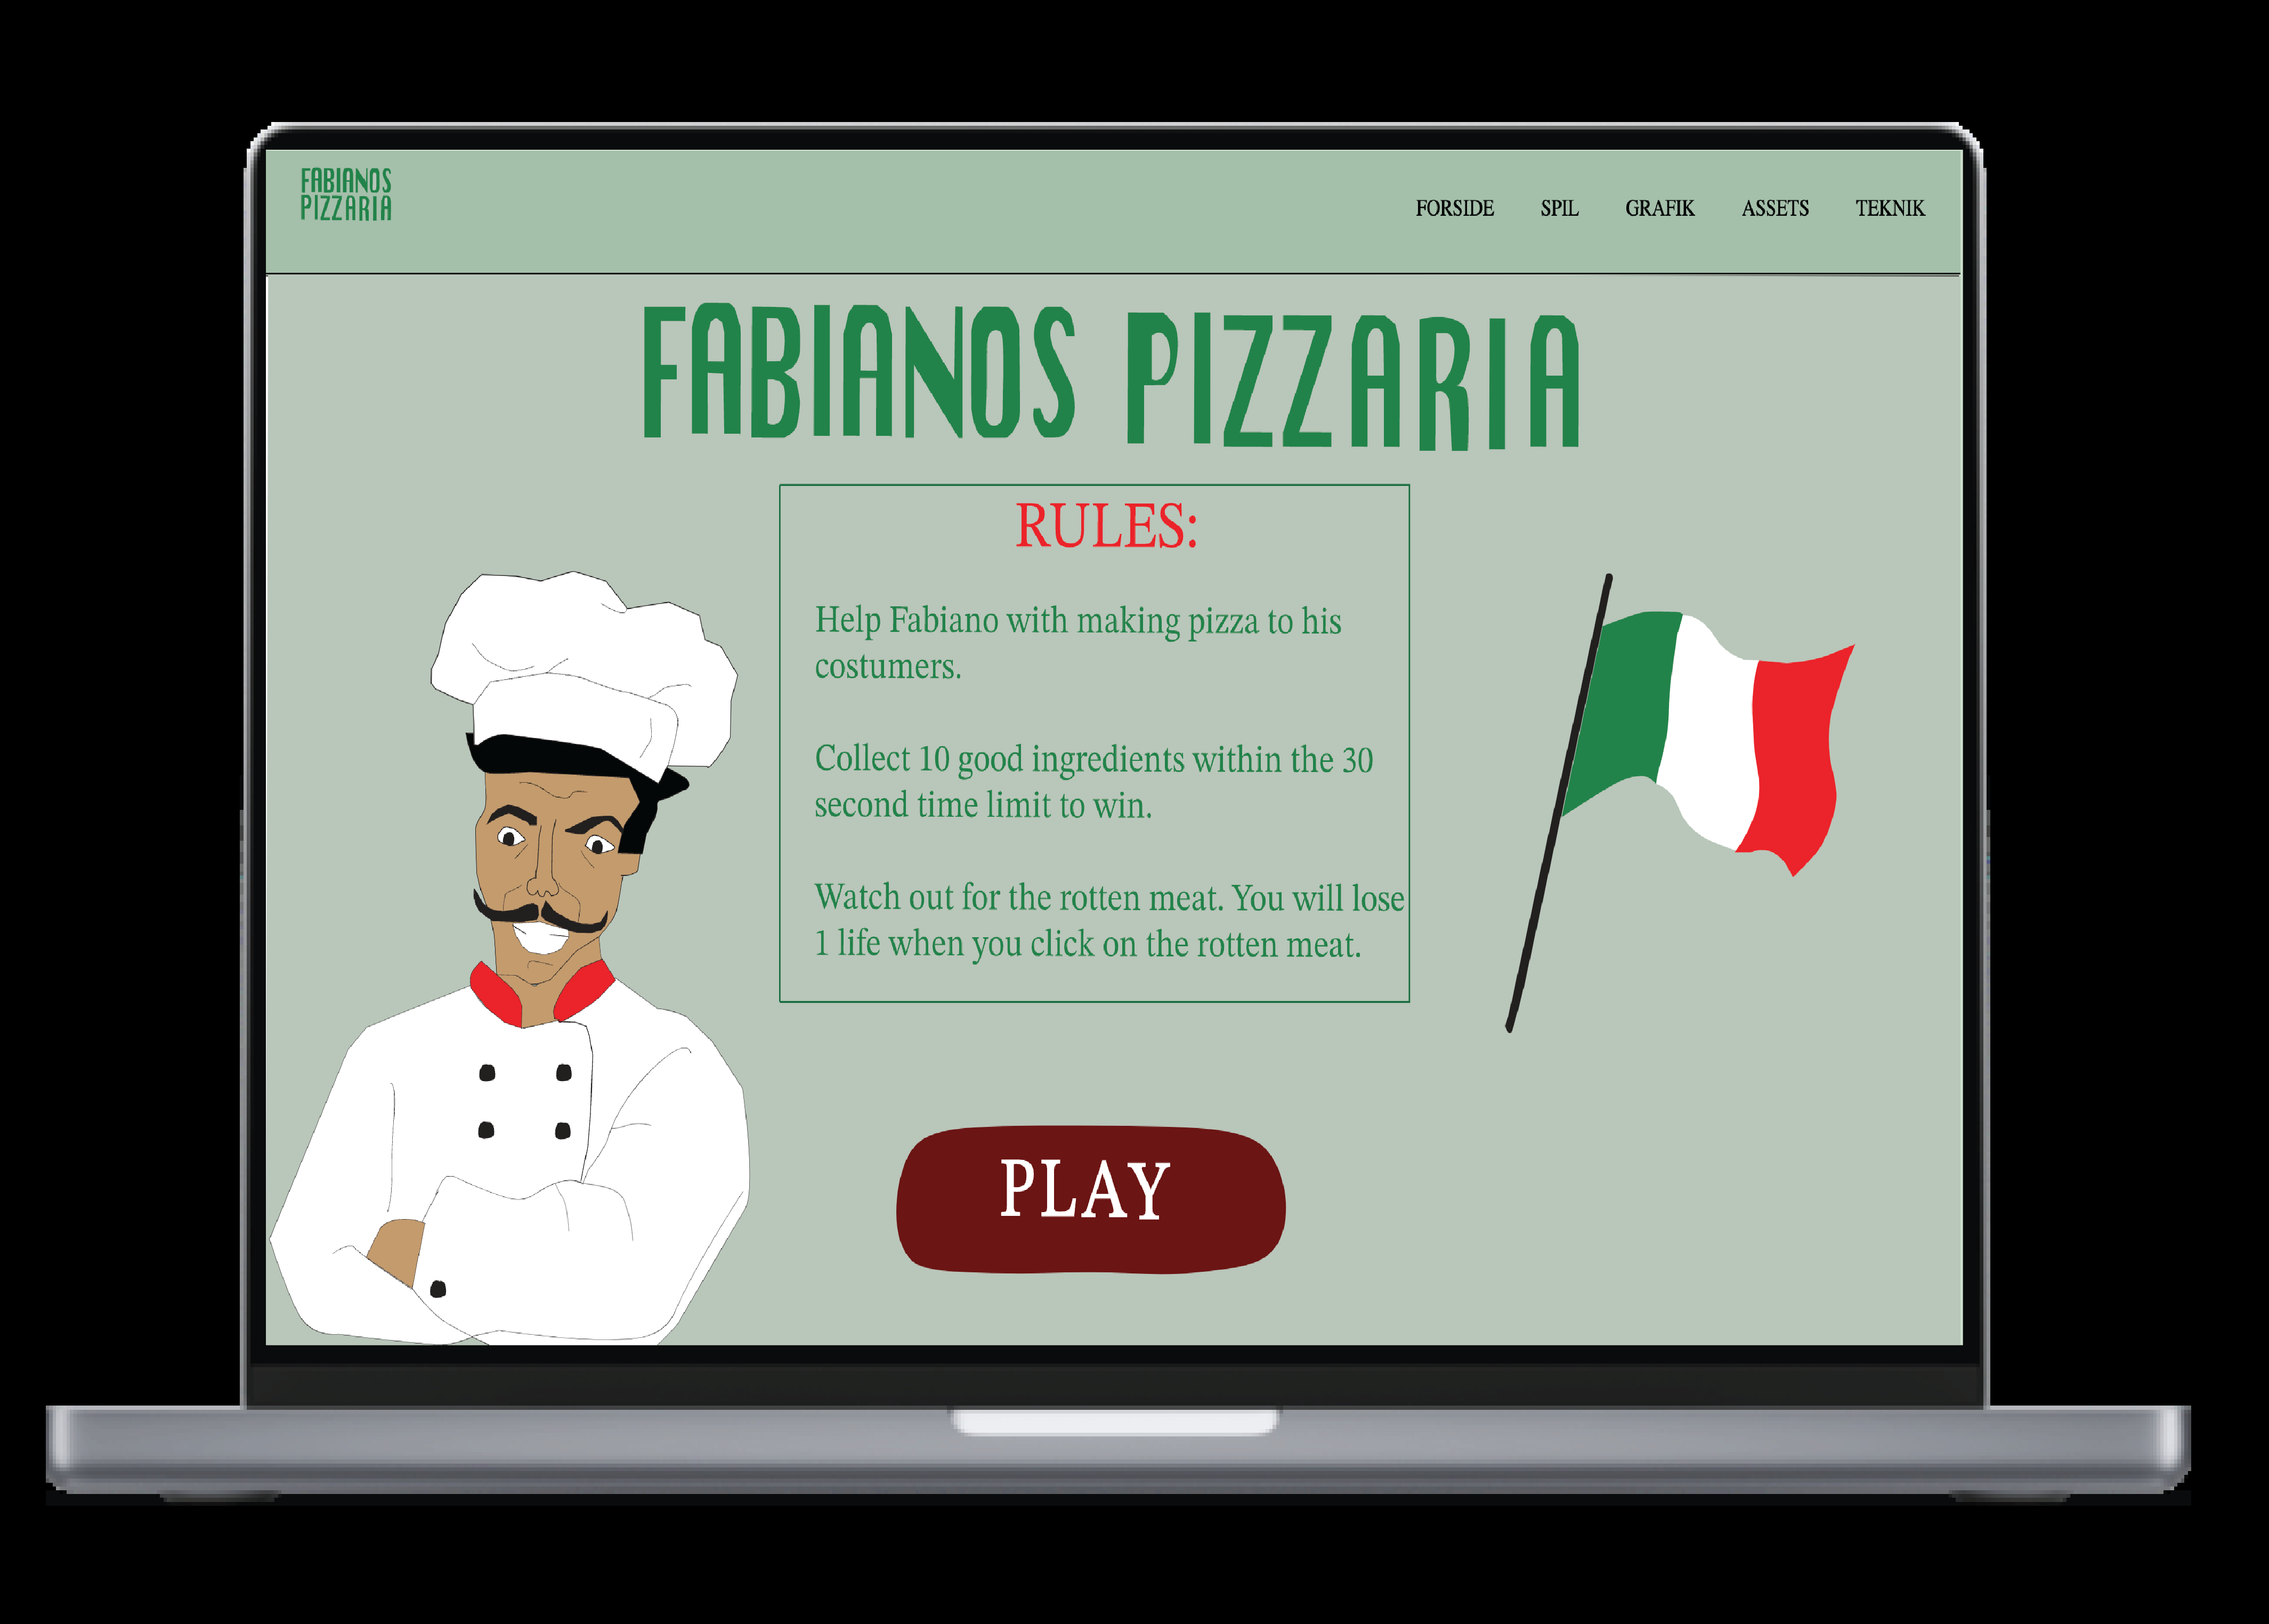 FABIANOS
PIZZARIA
FORSIDE SPIL GRAFIK ASSETS TEKNIK
FABIANOS PIZZARIA
RULES:
Help Fabiano with making pizza to his
costumers.
Collect 10 good ingredients within the 30
second time limit to win.
Watch out for the rotten meat. You will lose
1 life when you click on the rotten meat.
PLAY